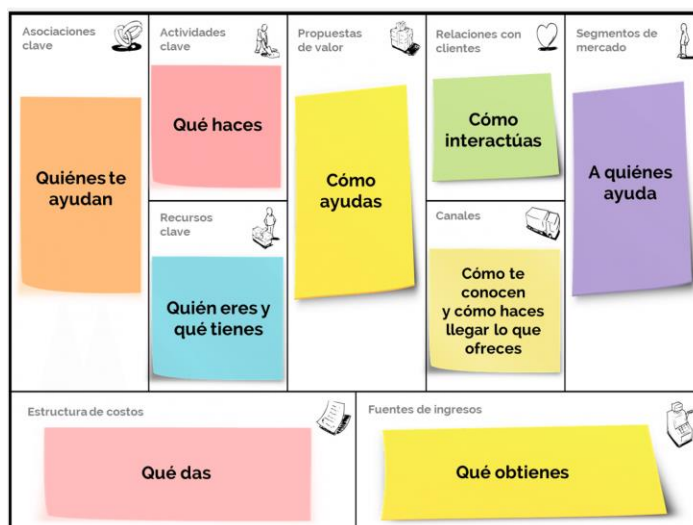 Asociaciones
clave
Quiénes te
ayudan
Actividades
clave
Qué haces
Recursos
clave
Quién eres y
qué tienes
Propuestas
de valor
Cómo
ayudas
Relaciones con
clientes
Cómo
interactúas
Canales
Cómo te
conocen
y cómo haces
llegar lo que
ofreces
Segmentos de
mercado
A quiénes
ayuda
Estructura de costos
Qué das
Fuentes de ingresos
Qué obtienes